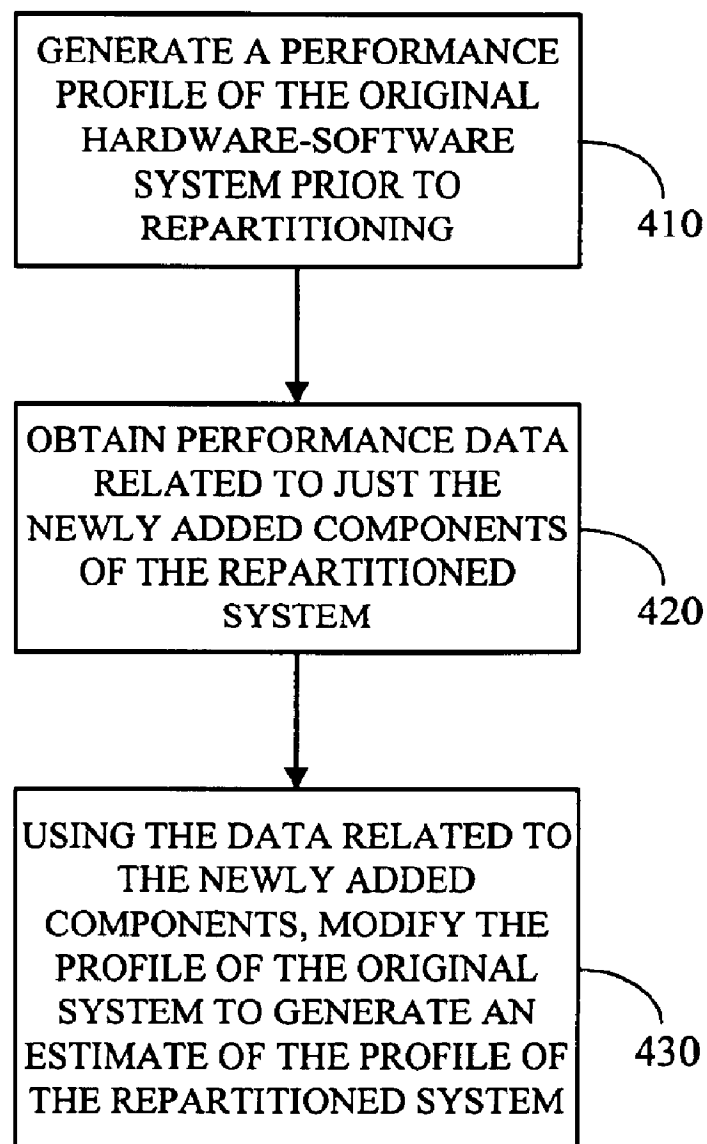 GENERATE A PERFORMANCE
PROFILE OF THE ORIGINAL
HARDWARE-SOFTWARE
SYSTEM PRIOR TO
REPARTITIONING
410
OBTAIN PERFORMANCE DATA
RELATED TO JUST THE
NEWLY ADDED COMPONENTS
OF THE REPARTITIONED
SYSTEM
420
USING THE DATA RELATED TO
THE NEWLY ADDED
COMPONENTS, MODIFY THE
PROFILE OF THE ORIGINAL
SYSTEM TO GENERATE AN
ESTIMATE OF THE PROFILE OF
THE REPARTITIONED SYSTEM
430